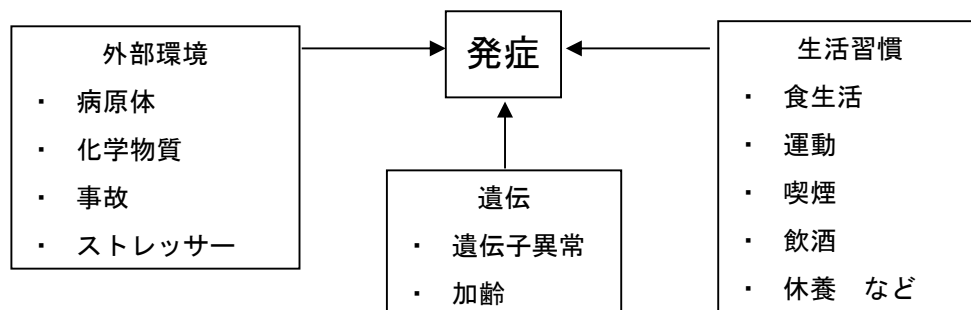 外部環境
・ 病原体
・ 化学物質
・ 事故
・ ストレッサー
発症
遺伝
・ 遺伝子異常
・ 加齢
生活習慣
・ 食生活
・ 運動
・ 喫煙
・ 飲酒
・ 休養　など